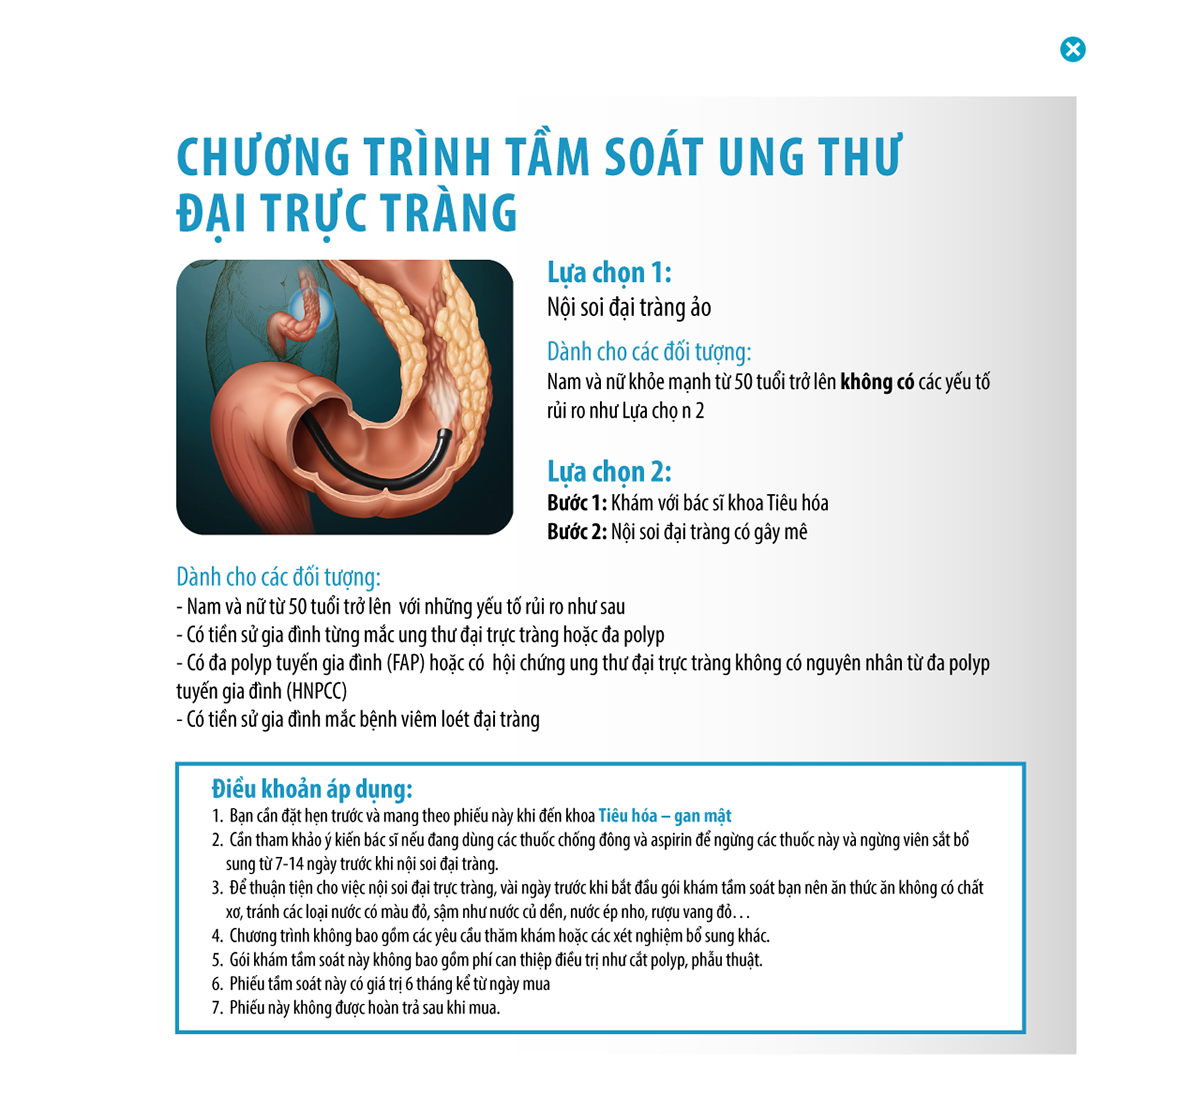 CHƯƠNG TRÌNH TẦM SOÁT UNG THƯ
ĐẠI TRỰC TRÀNG
Lựa chọn 1:
Nội soi đại tràng ảo
Dành cho các đối tượng:
Nam và nữ khỏe mạnh từ 50 tuổi trở lên không có các yếu tố
rủi ro như Lựa chọ n 2
Lựa chọn 2:
Bước 1: Khám với bác sĩ khoa Tiêu hóa
Bước 2: Nội soi đại tràng có gây mê
Dành cho các đối tượng:
- Nam và nữ từ 50 tuổi trở lên  với những yếu tố rủi ro như sau
- Có tiền sử gia đình từng mắc ung thư đại trực tràng hoặc đa polyp
- Có đa polyp tuyến gia đình (FAP) hoặc có  hội chứng ung thư đại trực tràng không có nguyên nhân từ đa polyp
tuyến gia đình (HNPCC)
- Có tiền sử gia đình mắc bệnh viêm loét đại tràng
Điều khoản áp dụng:
1. Bạn cần đặt hẹn trước và mang theo phiếu này khi đến khoa Tiêu hóa – gan mật
2. Cần tham khảo ý kiến bác sĩ nếu đang dùng các thuốc chống đông và aspirin để ngừng các thuốc này và ngừng viên sắt bổ
sung từ 7-14 ngày trước khi nội soi đại tràng.
3. Để thuận tiện cho việc nội soi đại trực tràng, vài ngày trước khi bắt đầu gói khám tầm soát bạn nên ăn thức ăn không có chất
xơ, tránh các loại nước có màu đỏ, sậm như nước củ dền, nước ép nho, rượu vang đỏ…
4. Chương trình không bao gồm các yêu cầu thăm khám hoặc các xét nghiệm bổ sung khác.
5. Gói khám tầm soát này không bao gồm phí can thiệp điều trị như cắt polyp, phẫu thuật.
6. Phiếu tầm soát này có giá trị 6 tháng kể từ ngày mua
7. Phiếu này không được hoàn trả sau khi mua.